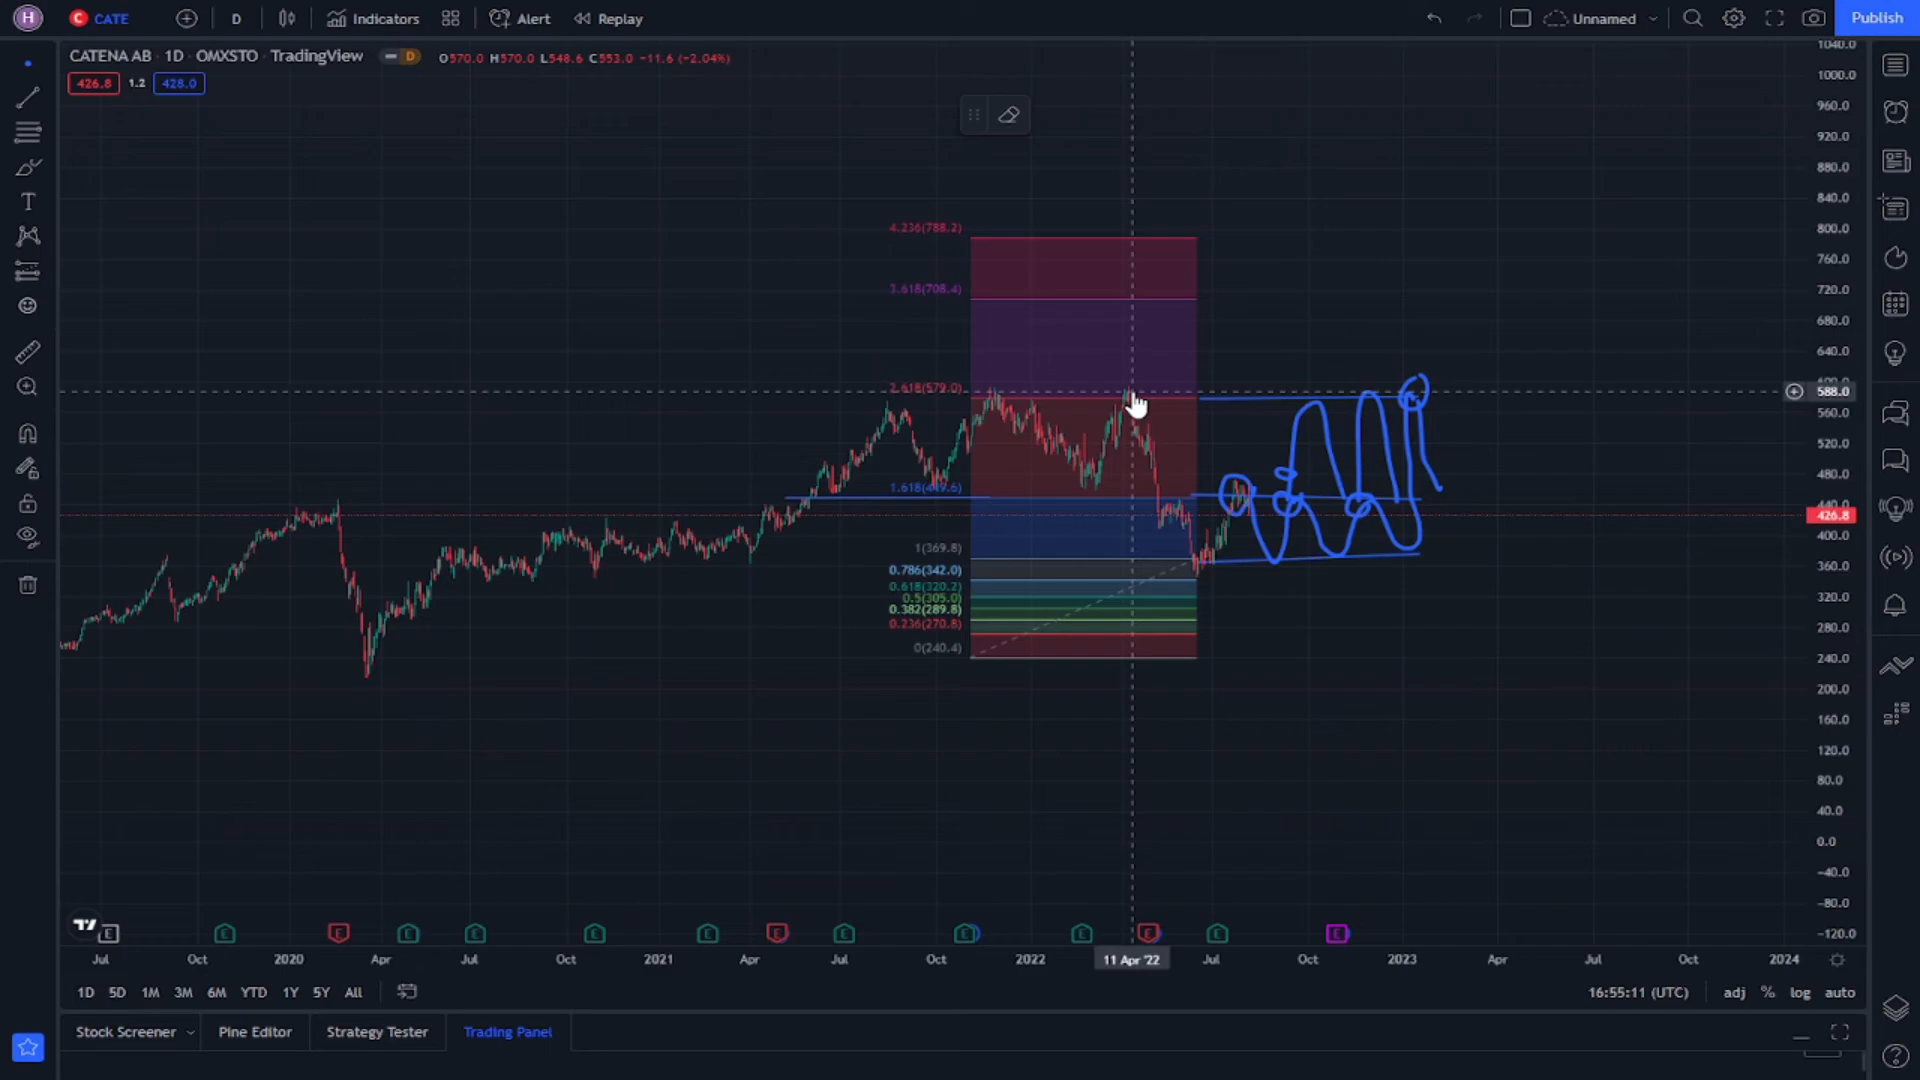 H
CATE
D
Indicators
Alert
Replay
Unnamed
Publish
CATENA AB · 1D · OMXSTO · TradingView
D
O570.0 H570.0 L548.6 C553.0 −11.6 (−2.04%)
426.8 1.2 428.0
1040.0
1000.0
960.0
920.0
880.0
840.0
800.0
760.0
720.0
680.0
640.0
600.0
588.0
560.0
520.0
480.0
440.0
426.8
400.0
360.0
320.0
280.0
240.0
200.0
160.0
120.0
80.0
40.0
0.0
−40.0
−80.0
−120.0
4.236(788.2)
3.618(708.4)
2.618(579.0)
1.618(449.6)
1(369.8)
0.786(342.0)
0.618(320.2)
0.5(305.0)
0.382(289.8)
0.236(270.8)
0(240.4)
E E E E E E E E E E E E E E
Jul Oct 2020 Apr Jul Oct 2021 Apr Jul Oct 2022 11 Apr '22 Jul Oct 2023 Apr Jul Oct 2024
1D 5D 1M 3M 6M YTD 1Y 5Y All
16:55:11 (UTC) adj % log auto
Stock Screener Pine Editor Strategy Tester Trading Panel